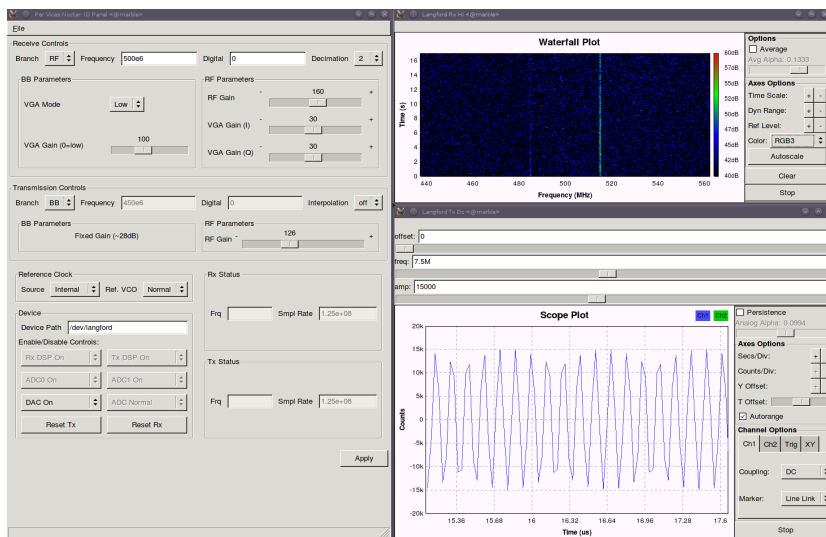 Per Vices Noctar: IO Panel <@marble>
File
Receive Controls
Branch RF Frequency 500e6 Digital 0 Decimation 2
BB Parameters
VGA Mode Low
VGA Gain (0=low) 100
RF Parameters
RF Gain - 160 +
VGA Gain (I) - 30 +
VGA Gain (Q) - 30 +
Transmission Controls
Branch BB Frequency 450e6 Digital 0 Interpolation off
BB Parameters
Fixed Gain (~28dB)
RF Parameters
RF Gain - 126 +
Reference Clock
Source Internal Ref. VCO Normal
Device
Device Path /dev/langford
Enable/Disable Controls:
Rx DSP On Tx DSP On
ADC0 On ADC1 On
DAC On ADC Normal
Reset Tx Reset Rx
Rx Status
Frq Smpl Rate 1.25e+08
Tx Status
Frq Smpl Rate 1.25e+08
Apply
Langford Rx Hi <@marble>
Waterfall Plot
Time (s)
16
14
12
10
8
6
4
2
0
440 460 480 500 520 540 560
Frequency (MHz)
60dB
57dB
55dB
52dB
50dB
48dB
45dB
42dB
40dB
Options
Average
Avg Alpha: 0.1333
Axes Options
Time Scale: + -
Dyn Range: + -
Ref Level: + -
Color: RGB3
Autoscale
Clear
Stop
Langford Tx Dc <@marble>
offset: 0
freq: 7.5M
amp: 15000
Scope Plot
Ch1 Ch2
Counts
20k
15k
10k
5k
0
-5k
-10k
-15k
-20k
15.36 15.68 16 16.32 16.64 16.96 17.28 17.6
Time (us)
Persistence
Analog Alpha: 0.0994
Axes Options
Secs/Div: +
Counts/Div: +
Y Offset: +
T Offset:
Autorange
Channel Options
Ch1 Ch2 Trig XY
Coupling: DC
Marker: Line Link
Stop